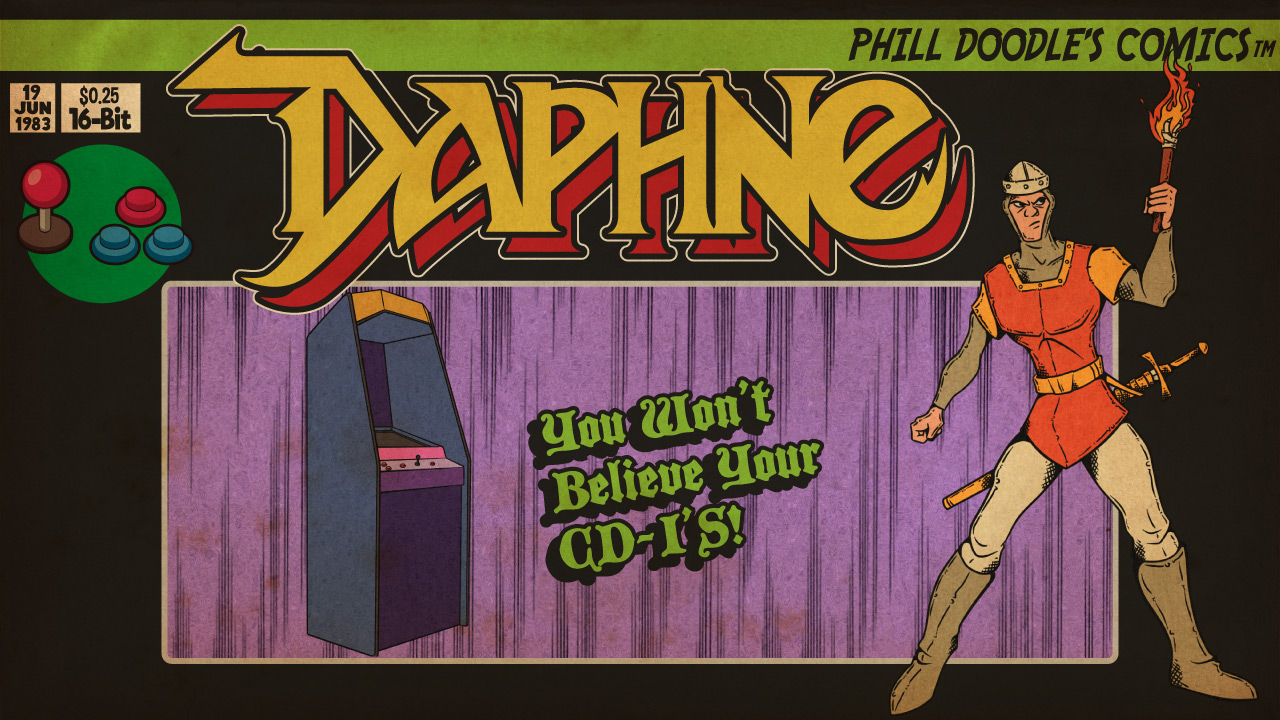 PHILL DOODLE'S COMICS™
DAPHNE
19
JUN
1983
$0.25
16-Bit
You Won't
Believe Your
CD-I'S!